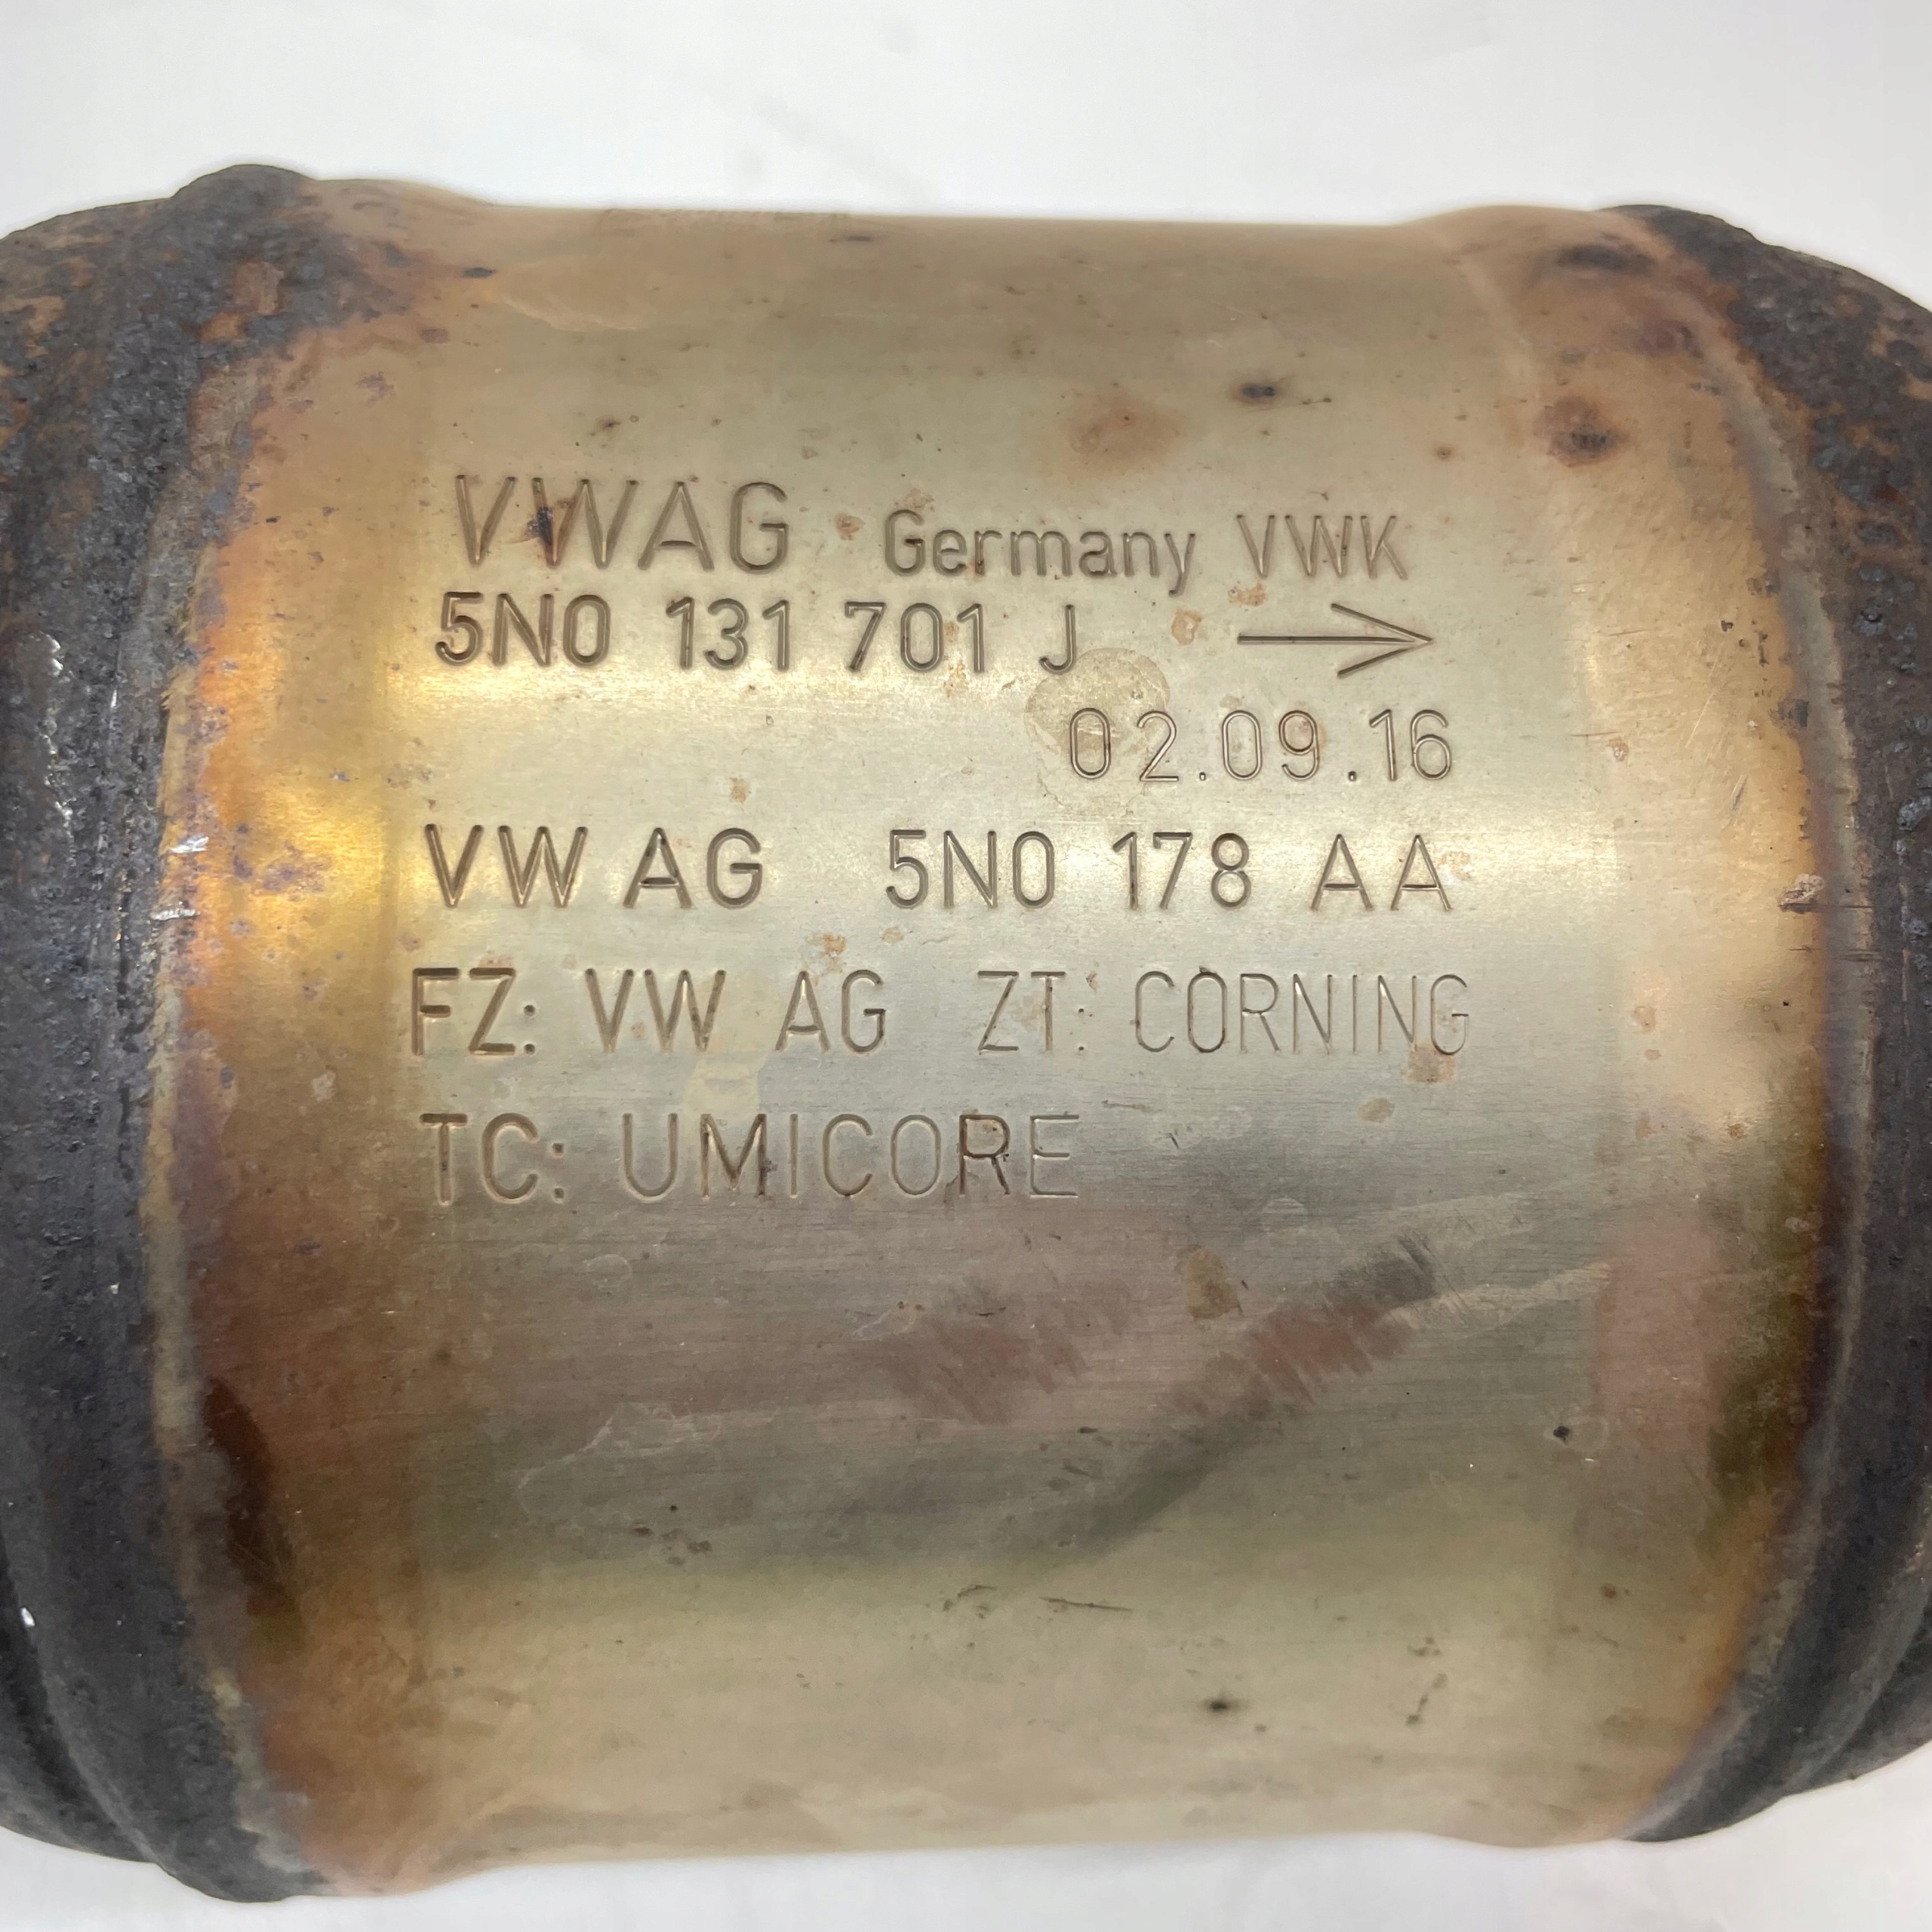 VWAG Germany VWK
5N0 131 701 J →
02.09.16
VW AG 5N0 178 AA
FZ: VW AG ZT: CORNING
TC: UMICORE